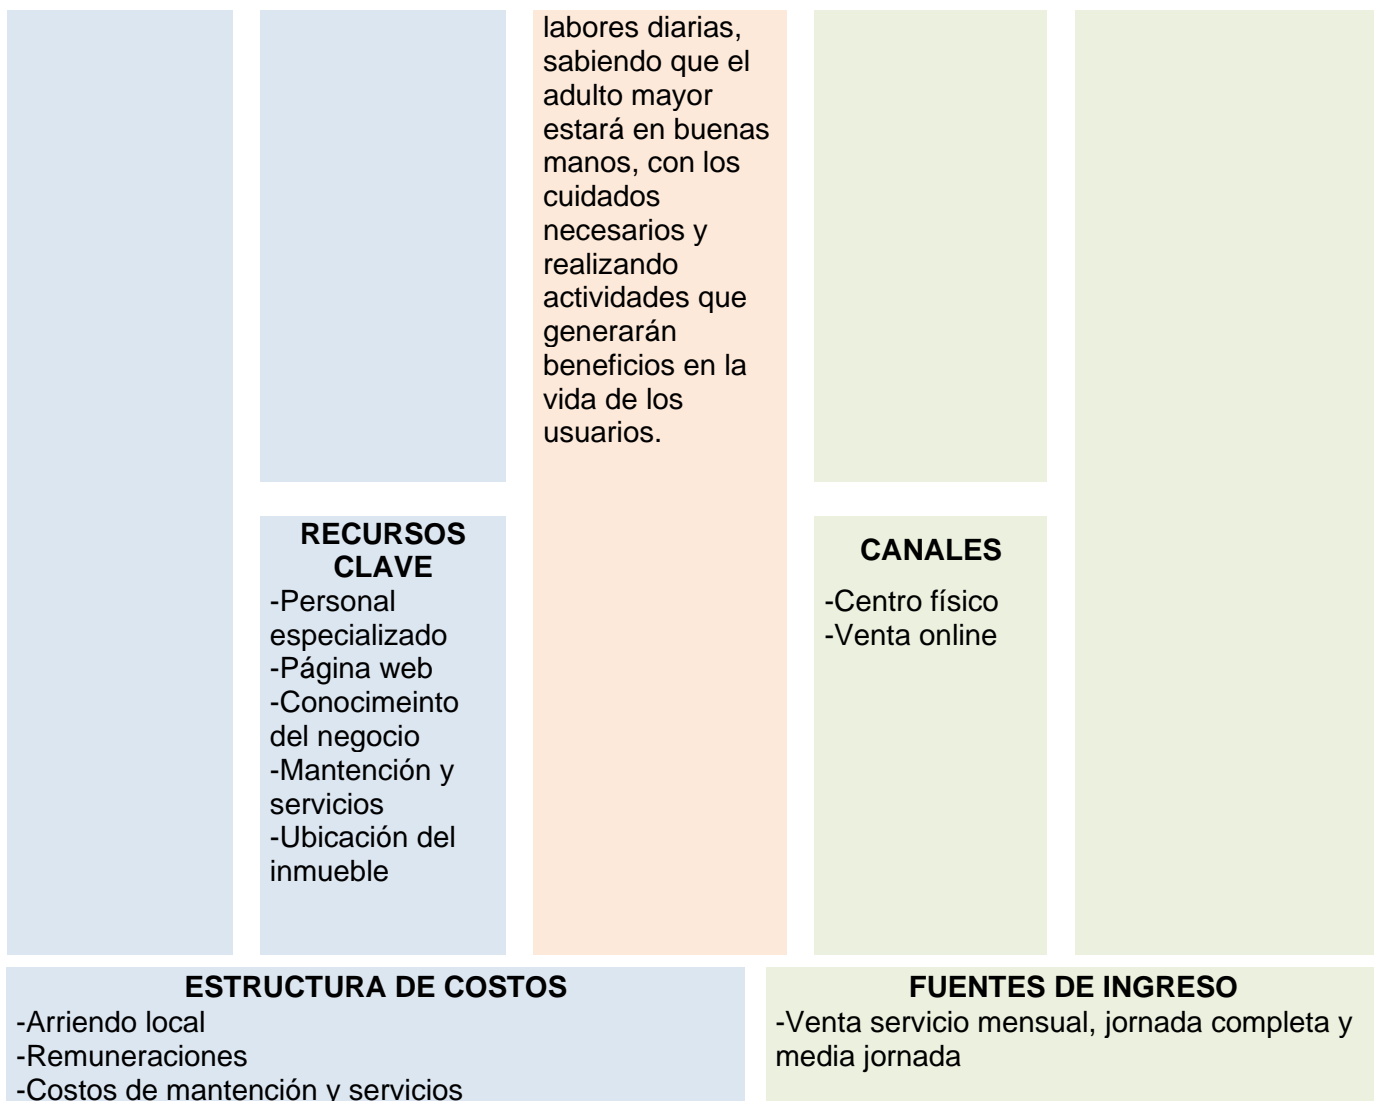 labores diarias,
sabiendo que el
adulto mayor
estará en buenas
manos, con los
cuidados
necesarios y
realizando
actividades que
generarán
beneficios en la
vida de los
usuarios.
RECURSOS
CLAVE
-Personal
especializado
-Página web
-Conocimeinto
del negocio
-Mantención y
servicios
-Ubicación del
inmueble
CANALES
-Centro físico
-Venta online
ESTRUCTURA DE COSTOS
-Arriendo local
-Remuneraciones
-Costos de mantención y servicios
FUENTES DE INGRESO
-Venta servicio mensual, jornada completa y
media jornada